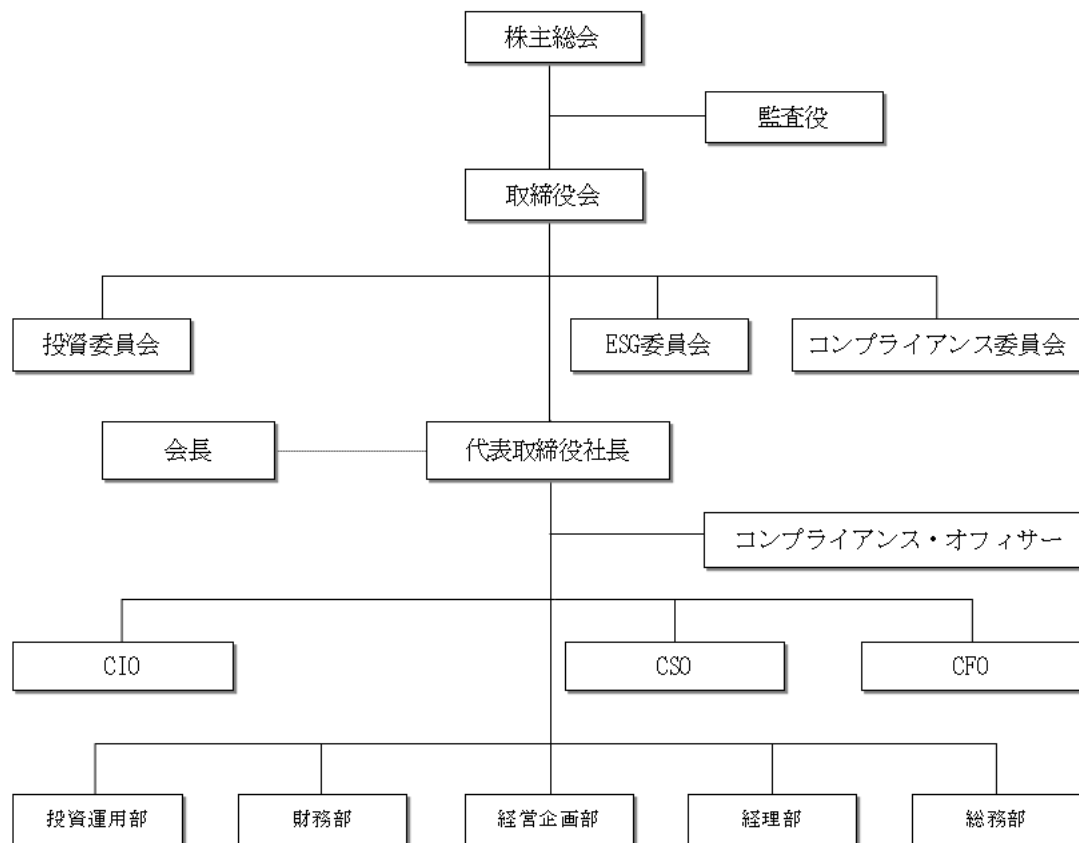 株主総会
監査役
取締役会
投資委員会
ESG委員会
コンプライアンス委員会
会長
代表取締役社長
コンプライアンス・オフィサー
CIO
CSO
CFO
投資運用部
財務部
経営企画部
経理部
総務部